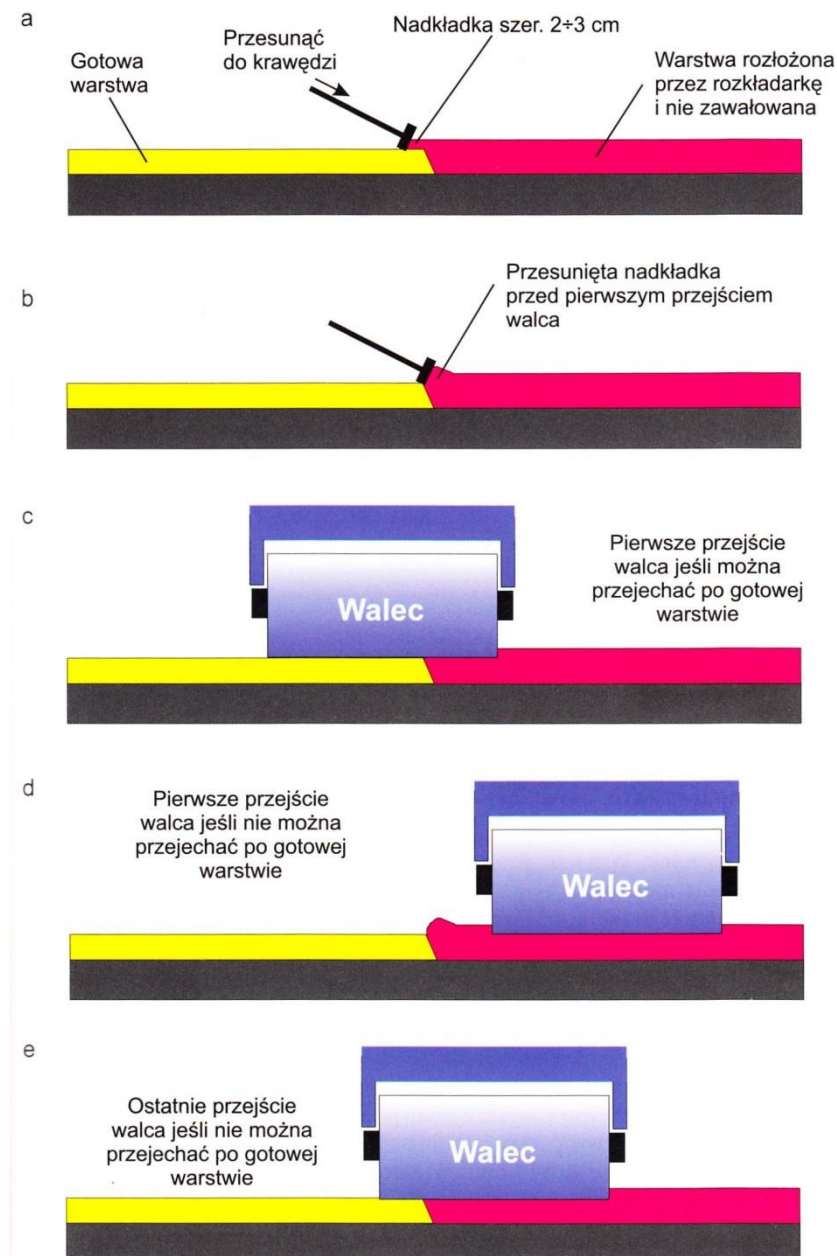 a
Gotowa
warstwa
Przesunąć
do krawędzi
Nadkładka szer. 2÷3 cm
Warstwa rozłożona
przez rozkładarkę
i nie zawałowana
b
Przesunięta nadkładka
przed pierwszym przejściem
walca
c
Walec
Pierwsze przejście
walca jeśli można
przejechać po gotowej
warstwie
d
Pierwsze przejście
walca jeśli nie można
przejechać po gotowej
warstwie
Walec
e
Ostatnie przejście
walca jeśli nie można
przejechać po gotowej
warstwie
Walec